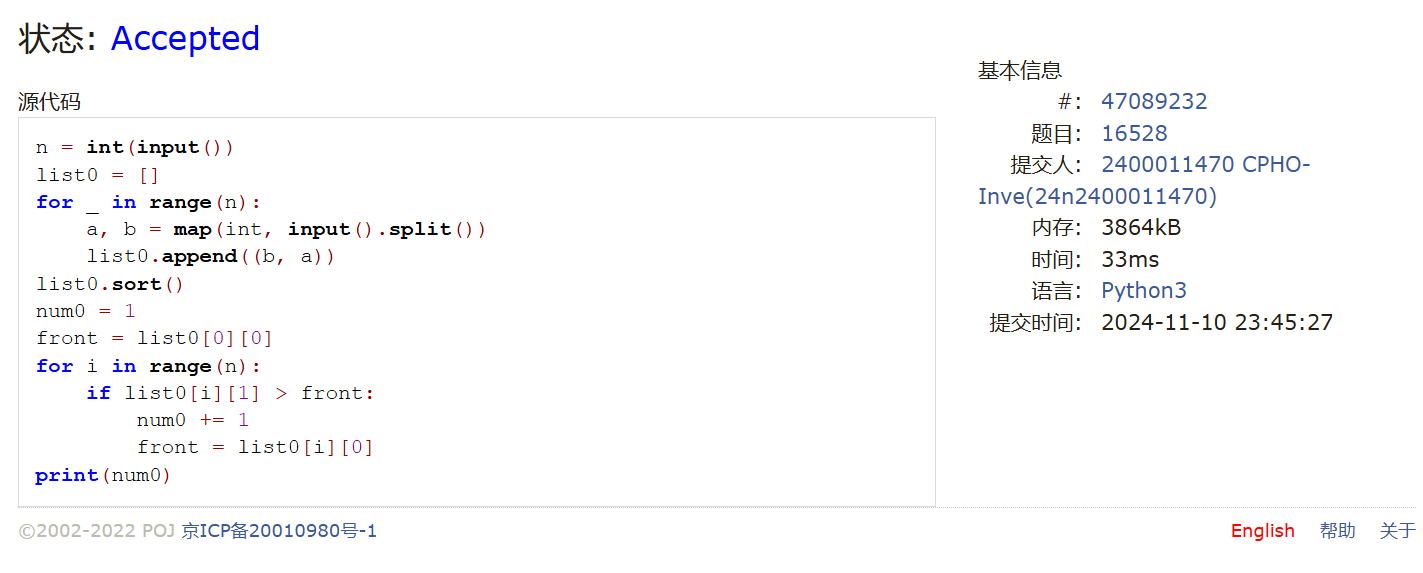 状态: Accepted
源代码
n = int(input())
list0 = []
for _ in range(n):
    a, b = map(int, input().split())
    list0.append((b, a))
list0.sort()
num0 = 1
front = list0[0][0]
for i in range(n):
    if list0[i][1] > front:
        num0 += 1
        front = list0[i][0]
print(num0)
基本信息
#: 47089232
题目: 16528
提交人: 2400011470 CPHO-
Inve(24n2400011470)
内存: 3864kB
时间: 33ms
语言: Python3
提交时间: 2024-11-10 23:45:27
©2002-2022 POJ 京ICP备20010980号-1
English 帮助 关于